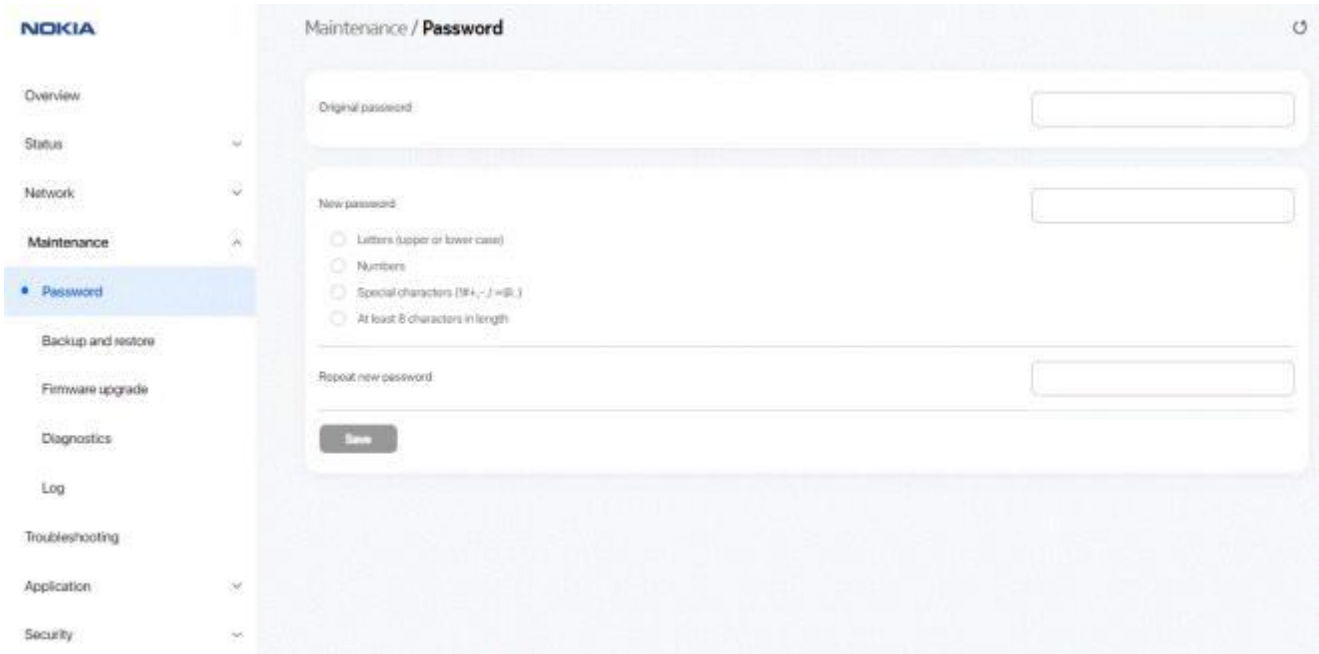 NOKIA
Maintenance / Password
Overview
Status
Network
Maintenance
Password
Backup and restore
Firmware upgrade
Diagnostics
Log
Troubleshooting
Application
Security
Original password
New password
Letters (upper or lower case)
Numbers
Special characters
At least 8 characters in length
Repeat new password
Save